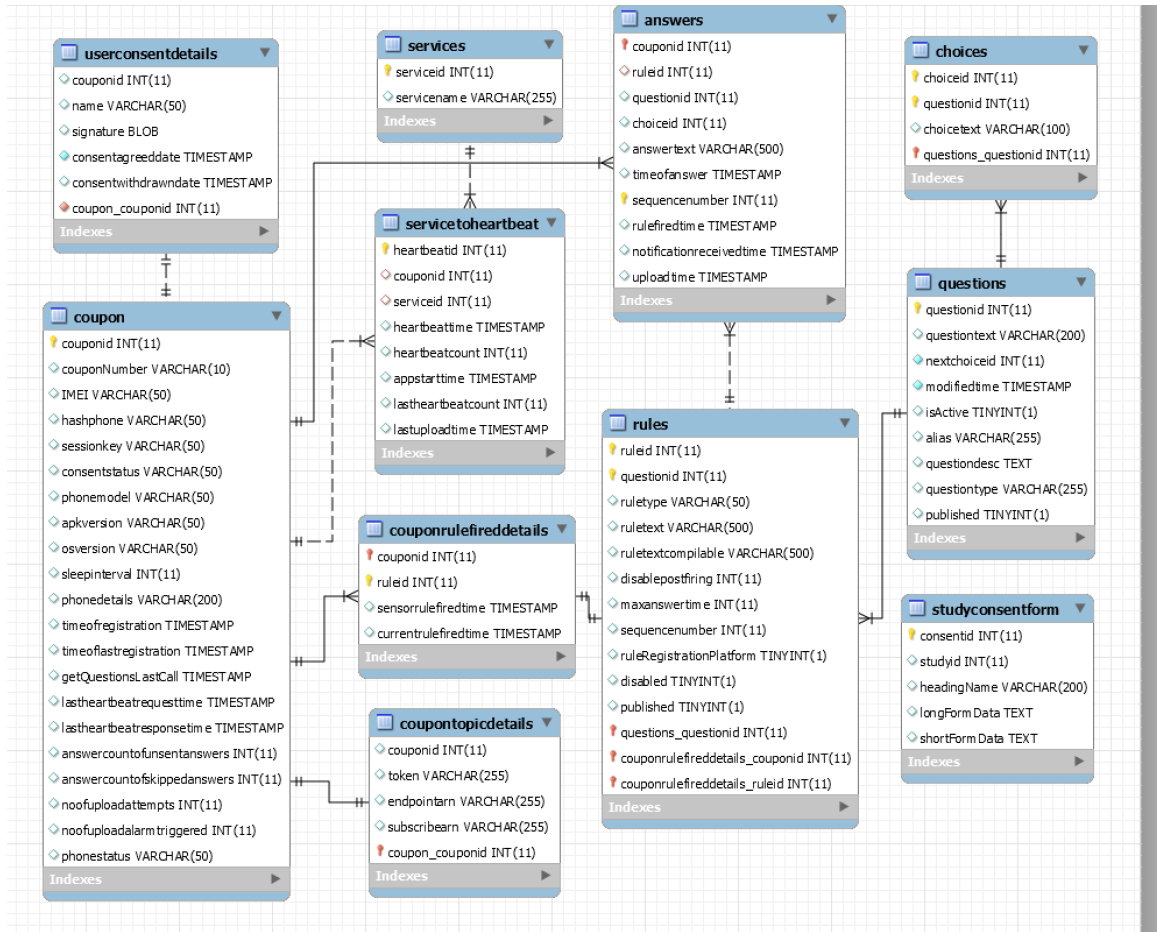 userconsentdetails
couponid INT(11)
name VARCHAR(50)
signature BLOB
consentagreeddate TIMESTAMP
consentwithdrawndate TIMESTAMP
coupon_couponid INT(11)
Indexes
services
serviceid INT(11)
servicename VARCHAR(255)
Indexes
answers
couponid INT(11)
ruleid INT(11)
questionid INT(11)
choiceid INT(11)
answertext VARCHAR(500)
timeofanswer TIMESTAMP
sequencenumber INT(11)
rulefiredtime TIMESTAMP
notificationreceivedtime TIMESTAMP
uploadtime TIMESTAMP
Indexes
choices
choiceid INT(11)
questionid INT(11)
choicetext VARCHAR(100)
questions_questionid INT(11)
Indexes
servicetoheartbeat
heartbeatid INT(11)
couponid INT(11)
serviceid INT(11)
heartbeattime TIMESTAMP
heartbeatcount INT(11)
appstarttime TIMESTAMP
lastheartbeatcount INT(11)
lastuploadtime TIMESTAMP
Indexes
questions
questionid INT(11)
questiontext VARCHAR(200)
nextchoiceid INT(11)
modifiedtime TIMESTAMP
isActive TINYINT(1)
alias VARCHAR(255)
questiondesc TEXT
questiontype VARCHAR(255)
published TINYINT(1)
Indexes
coupon
couponid INT(11)
couponNumber VARCHAR(10)
IMEI VARCHAR(50)
hashphone VARCHAR(50)
sessionkey VARCHAR(50)
consentstatus VARCHAR(50)
phonemodel VARCHAR(50)
apkversion VARCHAR(50)
osversion VARCHAR(50)
sleepinterval INT(11)
phonedetails VARCHAR(200)
timeofregistration TIMESTAMP
timeoflastregistration TIMESTAMP
getQuestionsLastCall TIMESTAMP
lastheartbeatrequesttime TIMESTAMP
lastheartbeatresponsetime TIMESTAMP
answercountofunsentanswers INT(11)
answercountofskippedanswers INT(11)
noofuploadattempts INT(11)
noofuploadalarmtriggered INT(11)
phonestatus VARCHAR(50)
Indexes
rules
ruleid INT(11)
questionid INT(11)
ruletype VARCHAR(50)
ruletext VARCHAR(500)
ruletextcompilable VARCHAR(500)
disablepostfiring INT(11)
maxanswertime INT(11)
sequencenumber INT(11)
ruleRegistrationPlatform TINYINT(1)
disabled TINYINT(1)
published TINYINT(1)
questions_questionid INT(11)
couponrulefireddetails_couponid INT(11)
couponrulefireddetails_ruleid INT(11)
Indexes
couponrulefireddetails
couponid INT(11)
ruleid INT(11)
sensorrulefiredtime TIMESTAMP
currentrulefiredtime TIMESTAMP
Indexes
studyconsentform
consentid INT(11)
studyid INT(11)
headingName VARCHAR(200)
longFormData TEXT
shortFormData TEXT
Indexes
coupontopicdetails
couponid INT(11)
token VARCHAR(255)
endpointarn VARCHAR(255)
subscribearn VARCHAR(255)
coupon_couponid INT(11)
Indexes